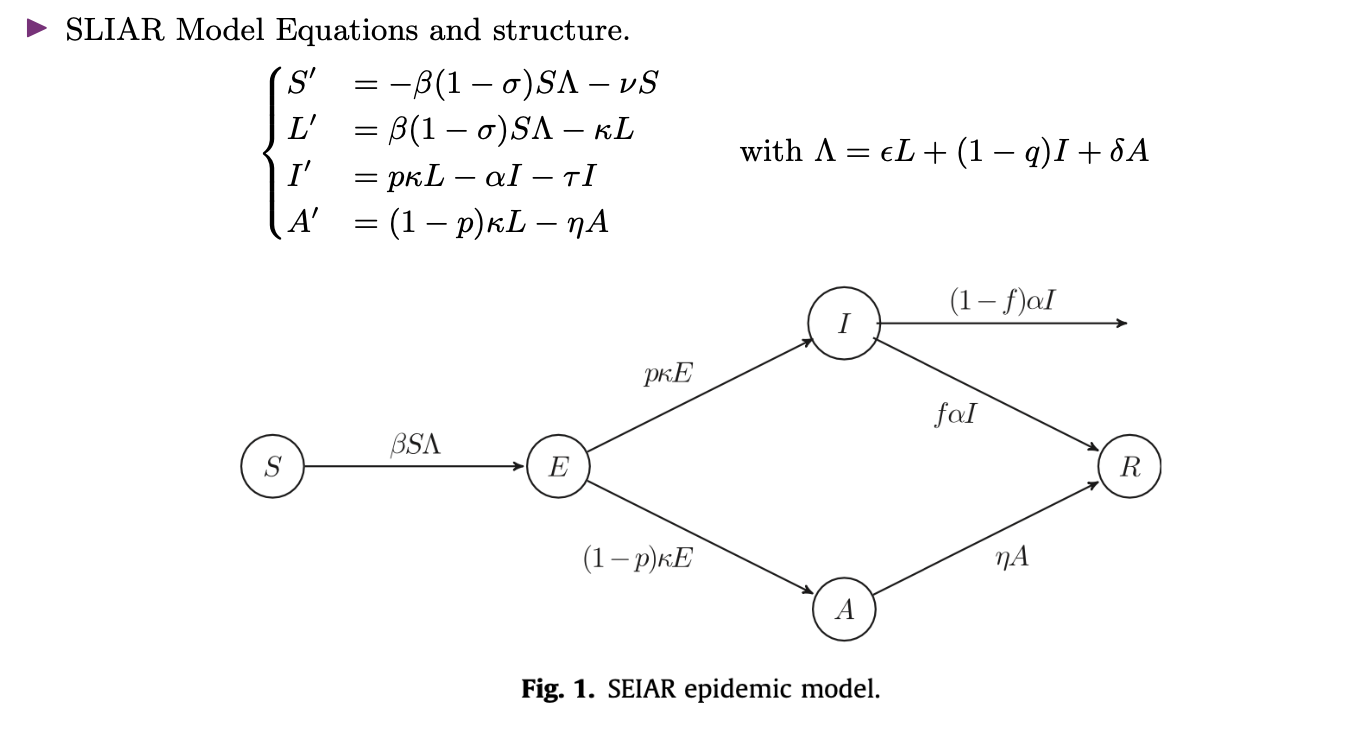 ▶ SLIAR Model Equations and structure.
S′ = −β(1 − σ)SΛ − νS
L′ = β(1 − σ)SΛ − κL
with Λ = ϵL + (1 − q)I + δA
I′ = pκL − αI − τI
A′ = (1 − p)κL − ηA
(1 − f)αI
I
pκE
fαI
βSΛ
S
E
R
(1 − p)κE
ηA
A
Fig. 1. SEIAR epidemic model.